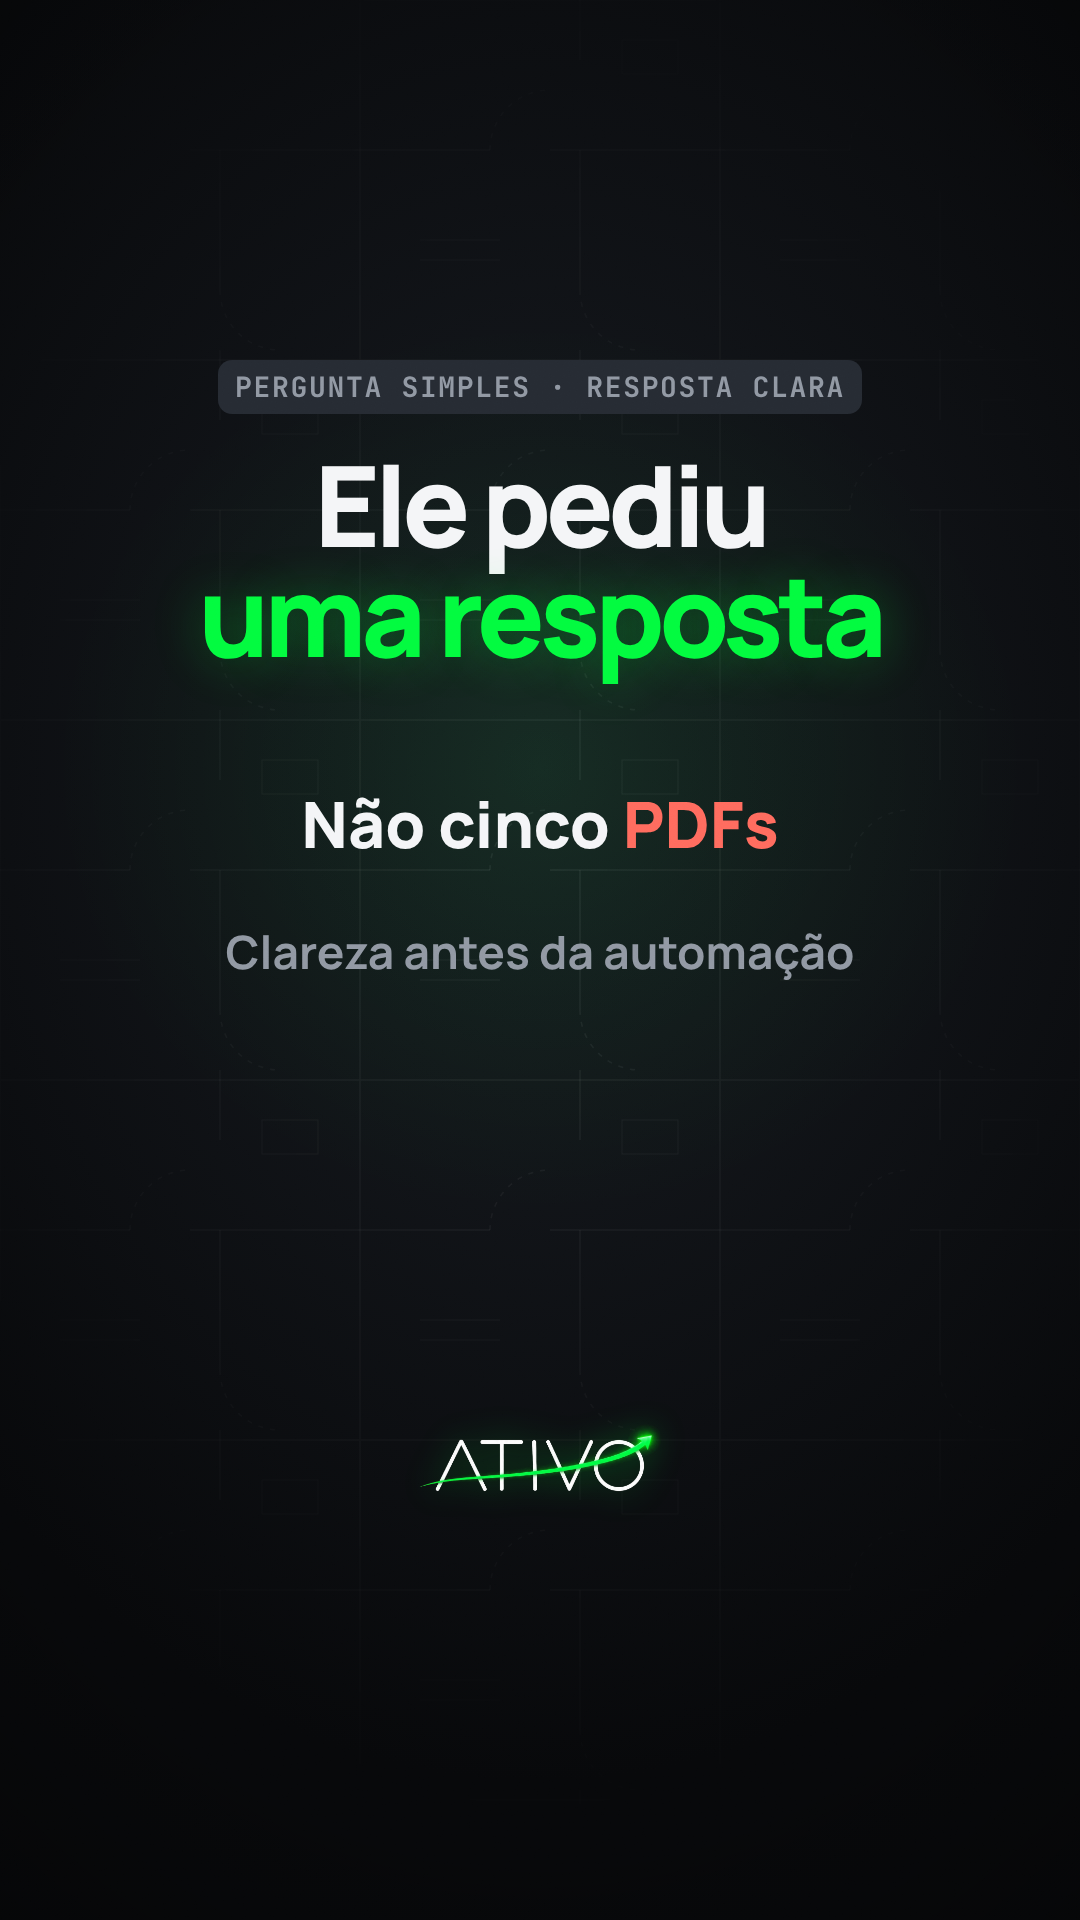 PERGUNTA SIMPLES · RESPOSTA CLARA
Ele pediu
uma resposta
Não cinco PDFs
Clareza antes da automação
ATIVO